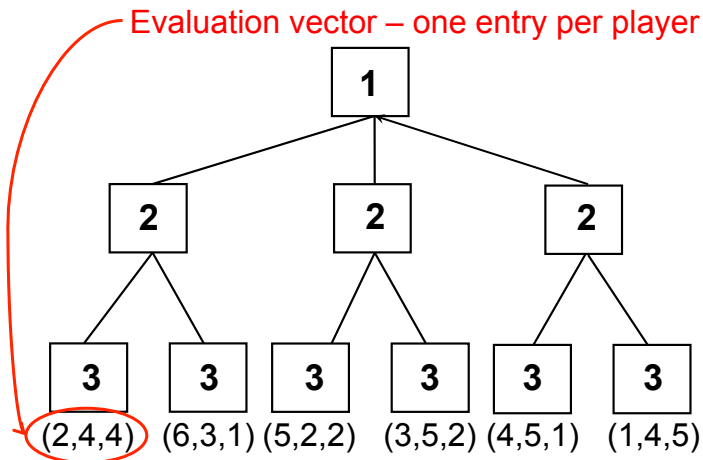 Evaluation vector – one entry per player
1
2 2 2
3 3 3 3 3 3
(2,4,4) (6,3,1) (5,2,2) (3,5,2) (4,5,1) (1,4,5)